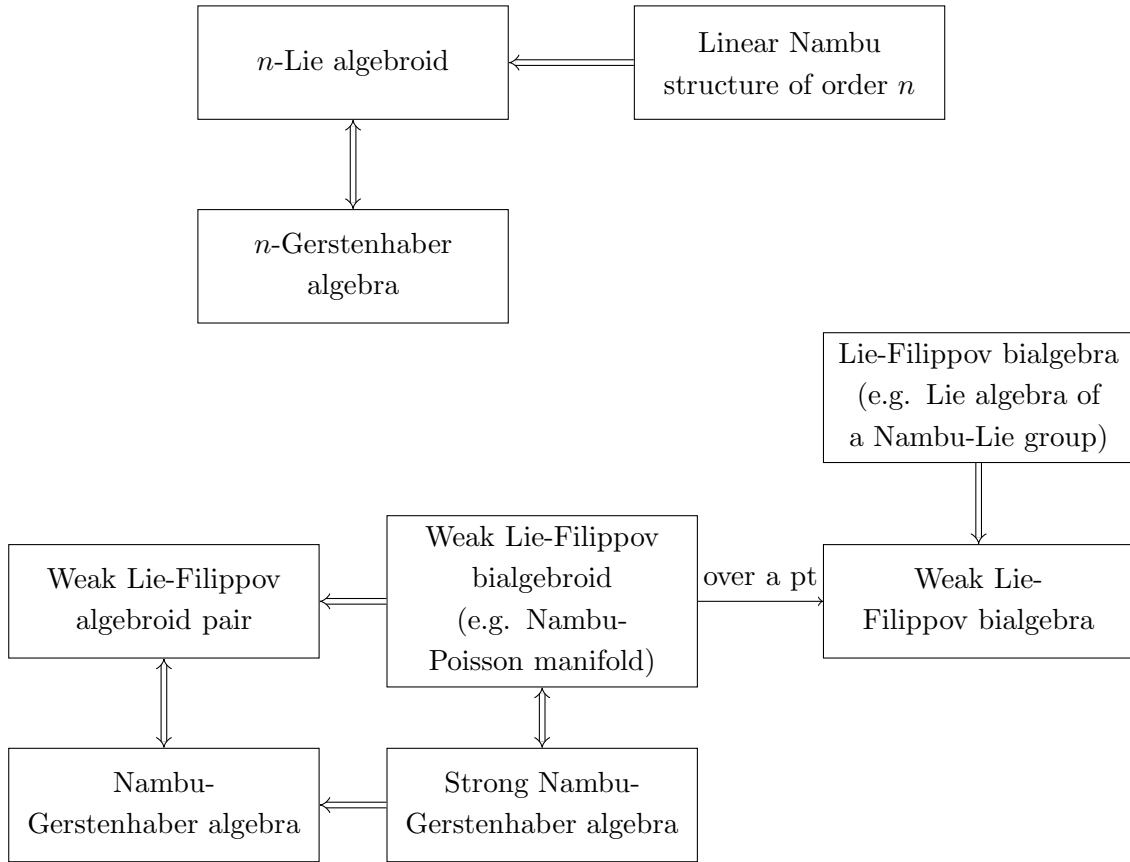 n-Lie algebroid
Linear Nambu
structure of order n
n-Gerstenhaber
algebra
Lie-Filippov bialgebra
(e.g. Lie algebra of
a Nambu-Lie group)
Weak Lie-Filippov
algebroid pair
Weak Lie-Filippov
bialgebroid
(e.g. Nambu-
Poisson manifold)
over a pt
Weak Lie-
Filippov bialgebra
Nambu-
Gerstenhaber algebra
Strong Nambu-
Gerstenhaber algebra